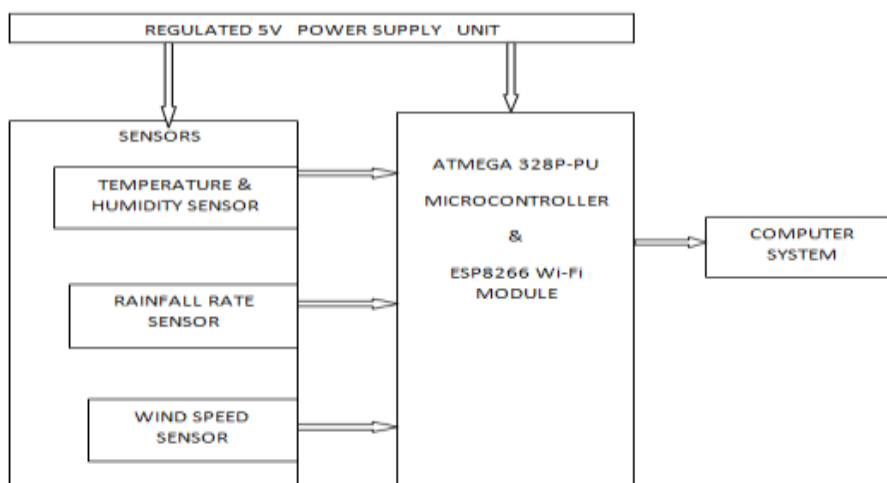 REGULATED 5V POWER SUPPLY UNIT
SENSORS
TEMPERATURE &
HUMIDITY SENSOR
RAINFALL RATE
SENSOR
WIND SPEED
SENSOR
ATMEGA 328P-PU
MICROCONTROLLER
&
ESP8266 Wi-Fi
MODULE
COMPUTER
SYSTEM